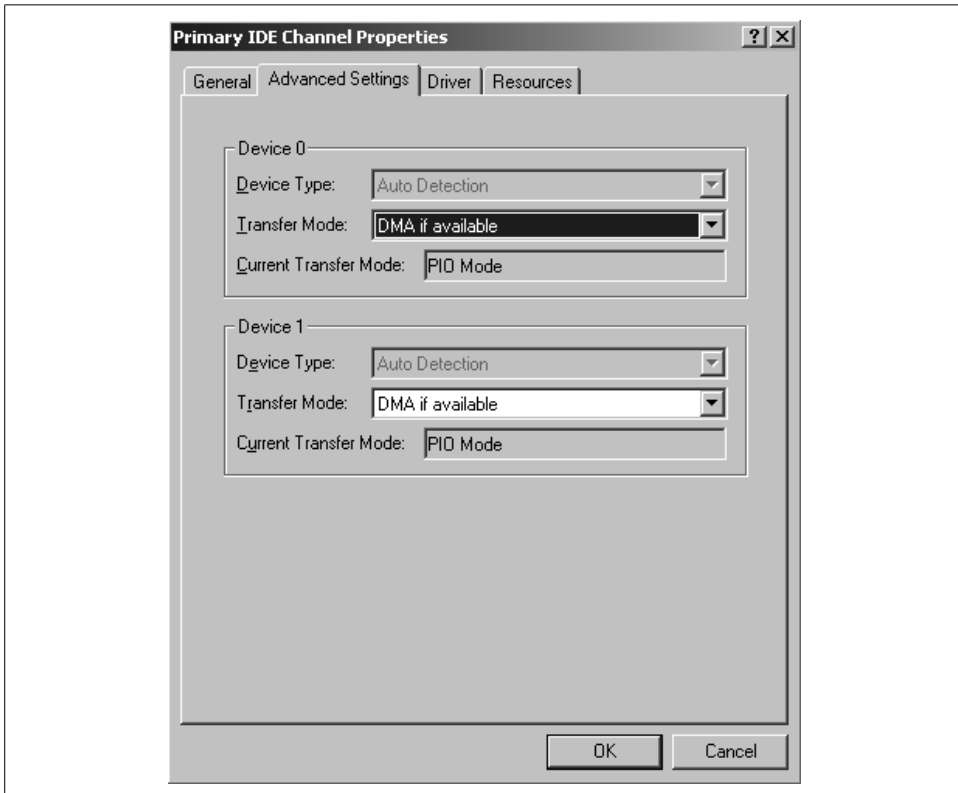 Primary IDE Channel Properties
General Advanced Settings Driver Resources
Device 0
Device Type: Auto Detection
Transfer Mode: DMA if available
Current Transfer Mode: PIO Mode
Device 1
Device Type: Auto Detection
Transfer Mode: DMA if available
Current Transfer Mode: PIO Mode
OK Cancel